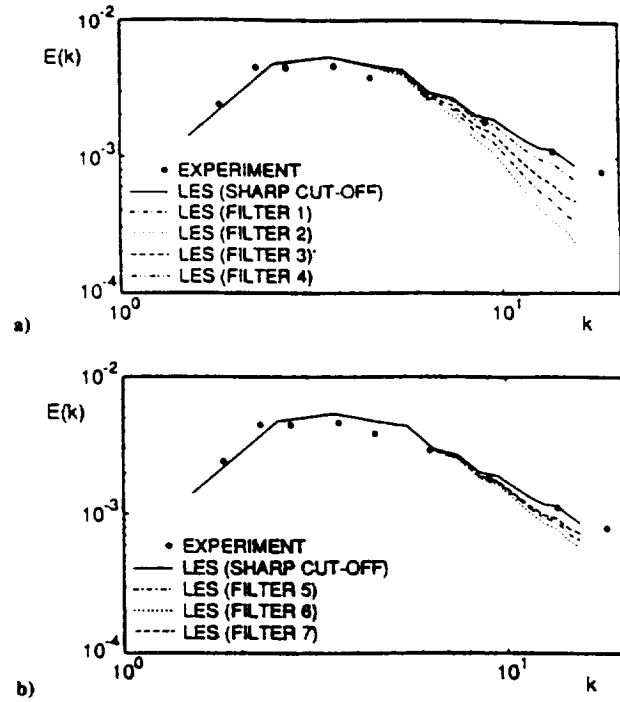 10⁻²
E(k)
10⁻³
• EXPERIMENT
LES (SHARP CUT-OFF)
LES (FILTER 1)
LES (FILTER 2)
LES (FILTER 3)
LES (FILTER 4)
10⁻⁴
10⁰
10¹
k
a)
10⁻²
E(k)
10⁻³
• EXPERIMENT
LES (SHARP CUT-OFF)
LES (FILTER 5)
LES (FILTER 6)
LES (FILTER 7)
10⁻⁴
10⁰
10¹
k
b)